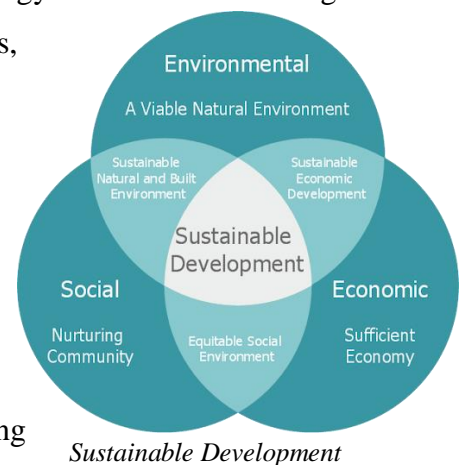 s,
Environmental
A Viable Natural Environment
Sustainable
Natural and Built
Environment
Sustainable
Economic
Development
Sustainable
Development
Social
Nurturing
Community
Economic
Sufficient
Economy
Equitable Social
Environment
ng
Sustainable Development